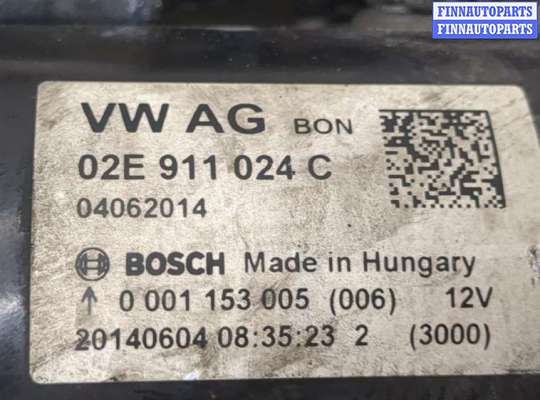 FINNAUTOPARTS
FINNAUTOPARTS
VW AG BON
02E 911 024 C
04062014
BOSCH Made in Hungary
↑ 0 001 153 005 (006) 12V
20140604 08:35:23 2 (3000)